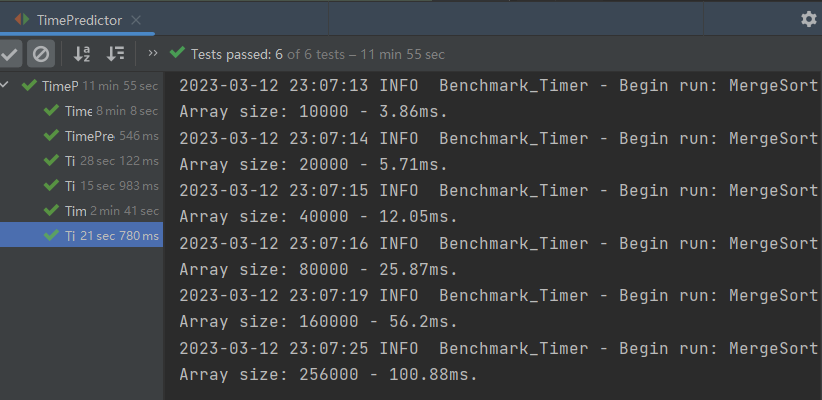 TimePredictor
Tests passed: 6 of 6 tests – 11 min 55 sec
TimeP 11 min 55 sec
Time 8 min 8 sec
TimePre 546 ms
Ti 28 sec 122 ms
Ti 15 sec 983 ms
Tim 2 min 41 sec
Ti 21 sec 780 ms
2023-03-12 23:07:13 INFO  Benchmark_Timer - Begin run: MergeSort
Array size: 10000 - 3.86ms.
2023-03-12 23:07:14 INFO  Benchmark_Timer - Begin run: MergeSort
Array size: 20000 - 5.71ms.
2023-03-12 23:07:15 INFO  Benchmark_Timer - Begin run: MergeSort
Array size: 40000 - 12.05ms.
2023-03-12 23:07:16 INFO  Benchmark_Timer - Begin run: MergeSort
Array size: 80000 - 25.87ms.
2023-03-12 23:07:19 INFO  Benchmark_Timer - Begin run: MergeSort
Array size: 160000 - 56.2ms.
2023-03-12 23:07:25 INFO  Benchmark_Timer - Begin run: MergeSort
Array size: 256000 - 100.88ms.